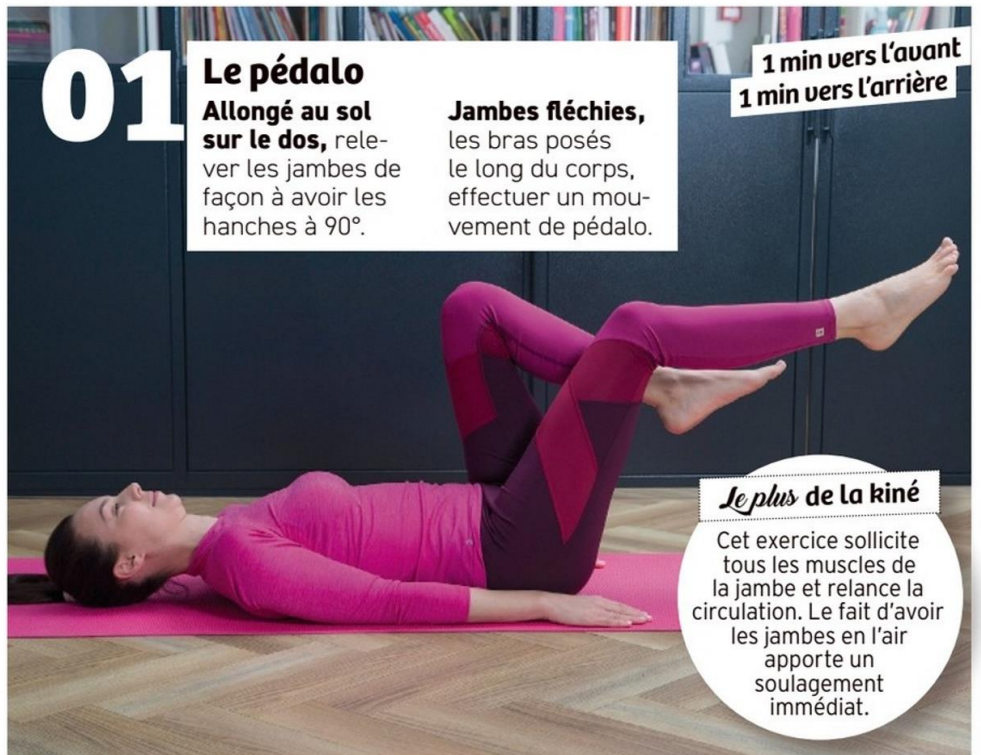 01
Le pédalo
Allongé au sol
sur le dos, rele-
ver les jambes de
façon à avoir les
hanches à 90°.
Jambes fléchies,
les bras posés
le long du corps,
effectuer un mou-
vement de pédalo.
1 min vers l'avant
1 min vers l'arrière
Le plus de la kiné
Cet exercice sollicite
tous les muscles de
la jambe et relance la
circulation. Le fait d'avoir
les jambes en l'air
apporte un
soulagement
immédiat.